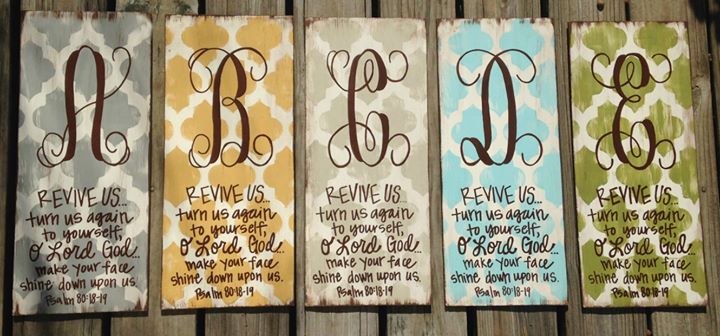 A
REVIVE US...
turn us again
to yourself,
O Lord God...
make your face
shine down upon us.
Psalm 80:18-19
B
REVIVE US...
turn us again
to yourself,
O Lord God...
make your face
shine down upon us.
Psalm 80:18-19
C
REVIVE US...
turn us again
to yourself,
O Lord God...
make your face
shine down upon us.
Psalm 80:18-19
D
REVIVE US...
turn us again
to yourself,
O Lord God...
make your face
shine down upon us.
Psalm 80:18-19
E
REVIVE US...
turn us again
to yourself,
O Lord God...
make your face
shine down upon us.
Psalm 80:18-19